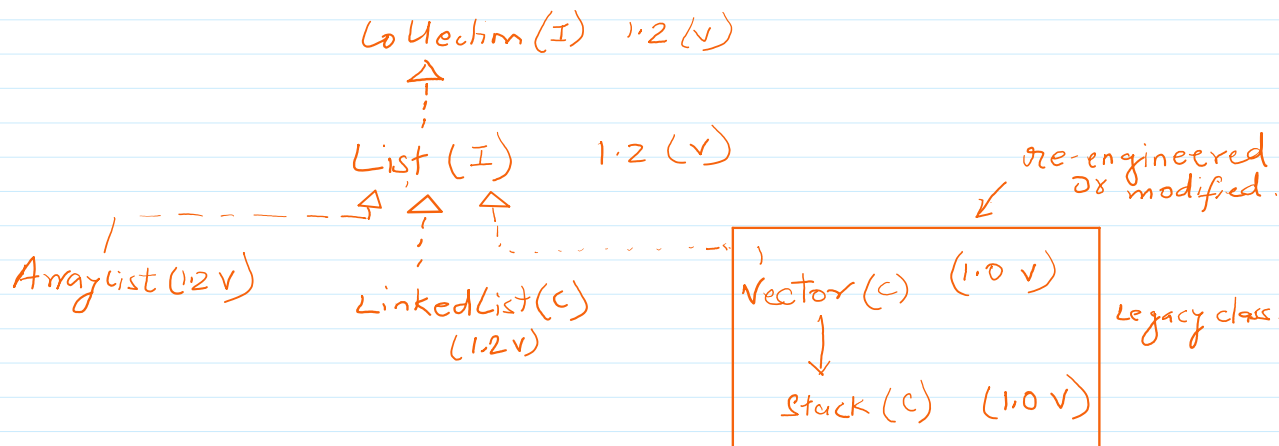 Collection (I) 1.2 (V)
List (I) 1.2 (V)
re-engineered
or modified.
ArrayList (1.2 V)
LinkedList (C)
(1.2 V)
Vector (C) (1.0 V)
Legacy class
Stack (C) (1.0 V)